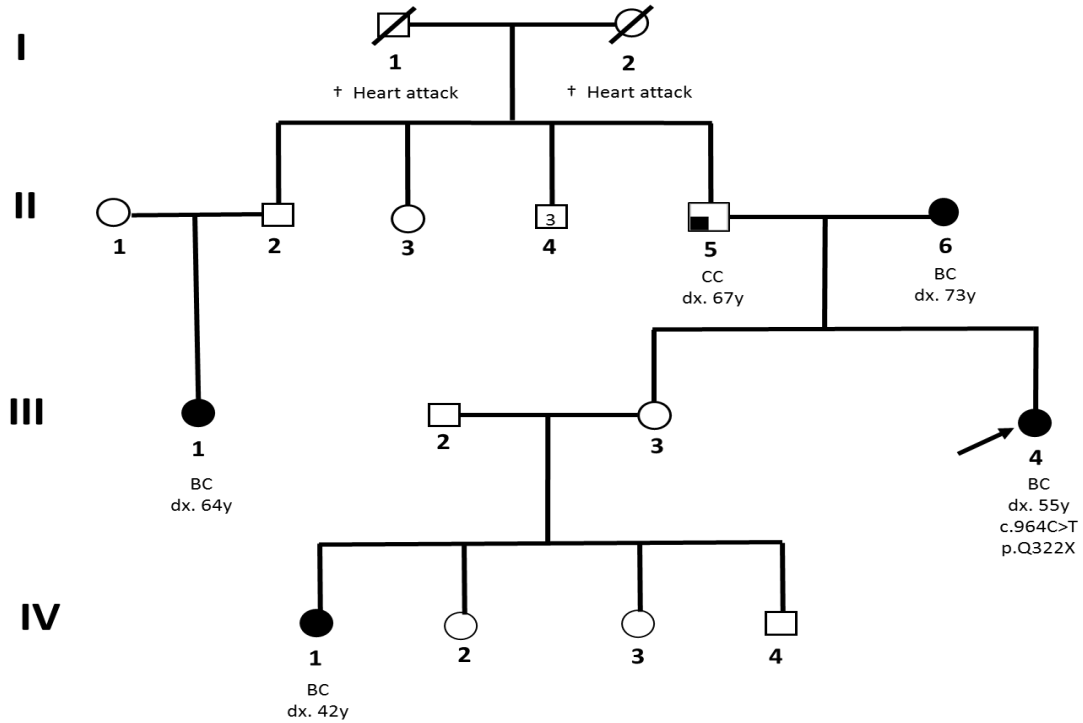 I
1
2
† Heart attack
† Heart attack
II
1
2
3
3
4
5
6
CC
dx. 67y
BC
dx. 73y
III
1
2
3
4
BC
dx. 64y
BC
dx. 55y
c.964C>T
p.Q322X
IV
1
2
3
4
BC
dx. 42y